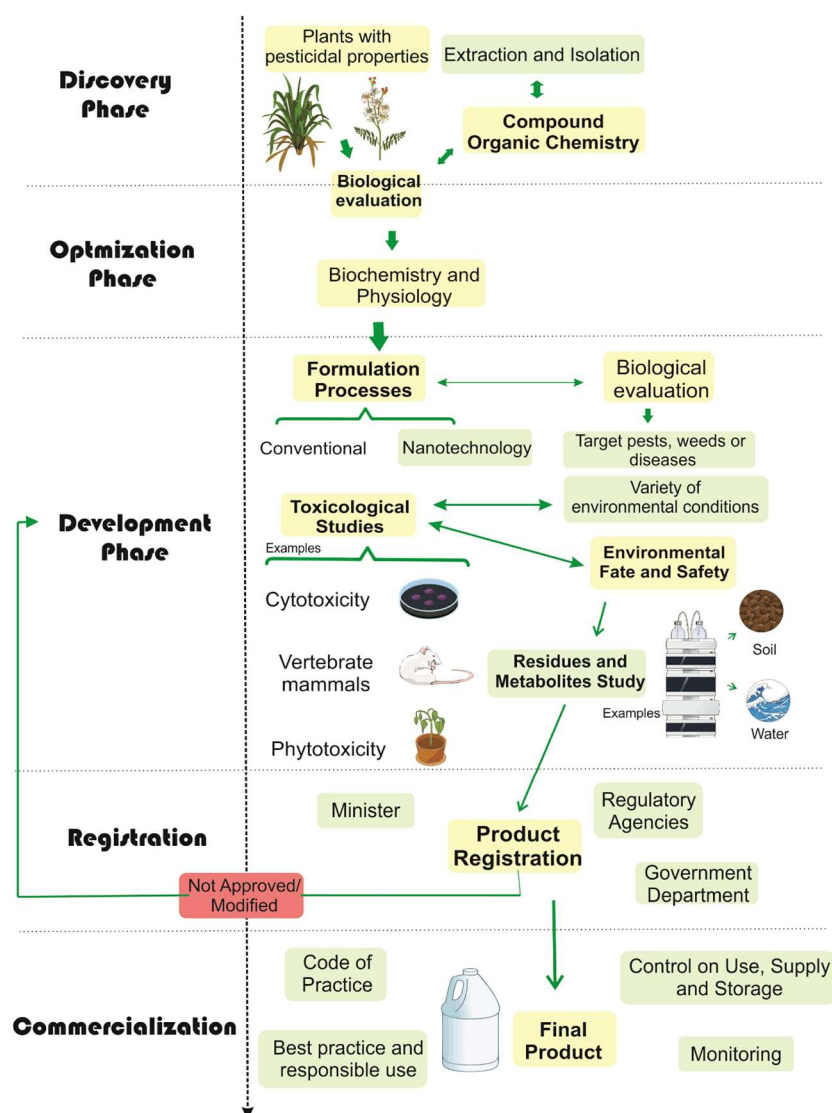 Plants with
pesticidal properties
Extraction and Isolation
Discovery
Phase
Compound
Organic Chemistry
Biological
evaluation
Optmization
Phase
Biochemistry and
Physiology
Formulation
Processes
Biological
evaluation
Conventional
Nanotechnology
Target pests, weeds or
diseases
Variety of
environmental conditions
Development
Phase
Toxicological
Studies
Examples
Environmental
Fate and Safety
Cytotoxicity
Soil
Vertebrate
mammals
Residues and
Metabolites Study
Examples
Water
Phytotoxicity
Registration
Minister
Regulatory
Agencies
Product
Registration
Government
Department
Not Approved/
Modified
Commercialization
Code of
Practice
Control on Use, Supply
and Storage
Final
Product
Best practice and
responsible use
Monitoring